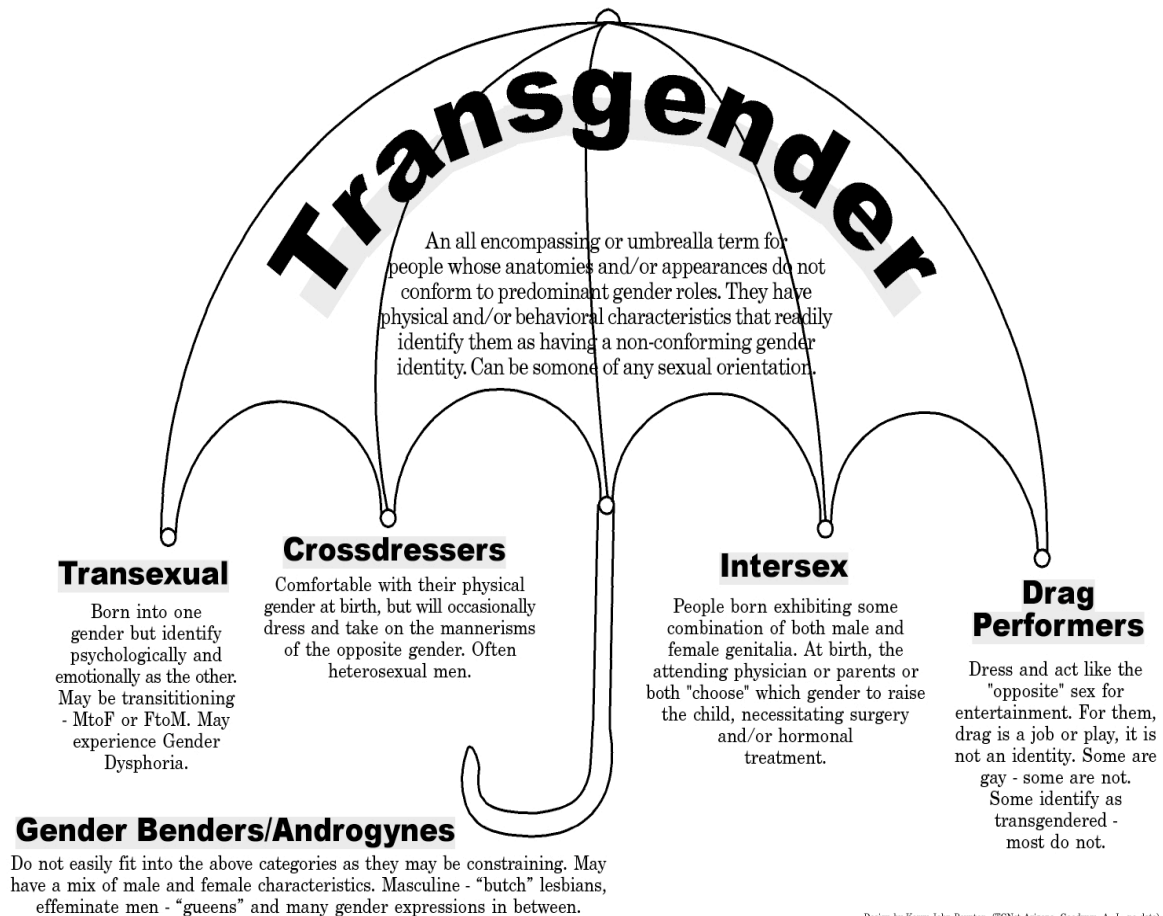 Transgender
An all encompassing or umbrealla term for
people whose anatomies and/or appearances do not
conform to predominant gender roles. They have
physical and/or behavioral characteristics that readily
identify them as having a non-conforming gender
identity. Can be somone of any sexual orientation.
Transexual
Born into one
gender but identify
psychologically and
emotionally as the other.
May be transititioning
- MtoF or FtoM. May
experience Gender
Dysphoria.
Crossdressers
Comfortable with their physical
gender at birth, but will occasionally
dress and take on the mannerisms
of the opposite gender. Often
heterosexual men.
Intersex
People born exhibiting some
combination of both male and
female genitalia. At birth, the
attending physician or parents or
both "choose" which gender to raise
the child, necessitating surgery
and/or hormonal
treatment.
Drag
Performers
Dress and act like the
"opposite" sex for
entertainment. For them,
drag is a job or play, it is
not an identity. Some are
gay - some are not.
Some identify as
transgendered -
most do not.
Gender Benders/Androgynes
Do not easily fit into the above categories as they may be constraining. May
have a mix of male and female characteristics. Masculine - “butch” lesbians,
effeminate men - “gueens” and many gender expressions in between.